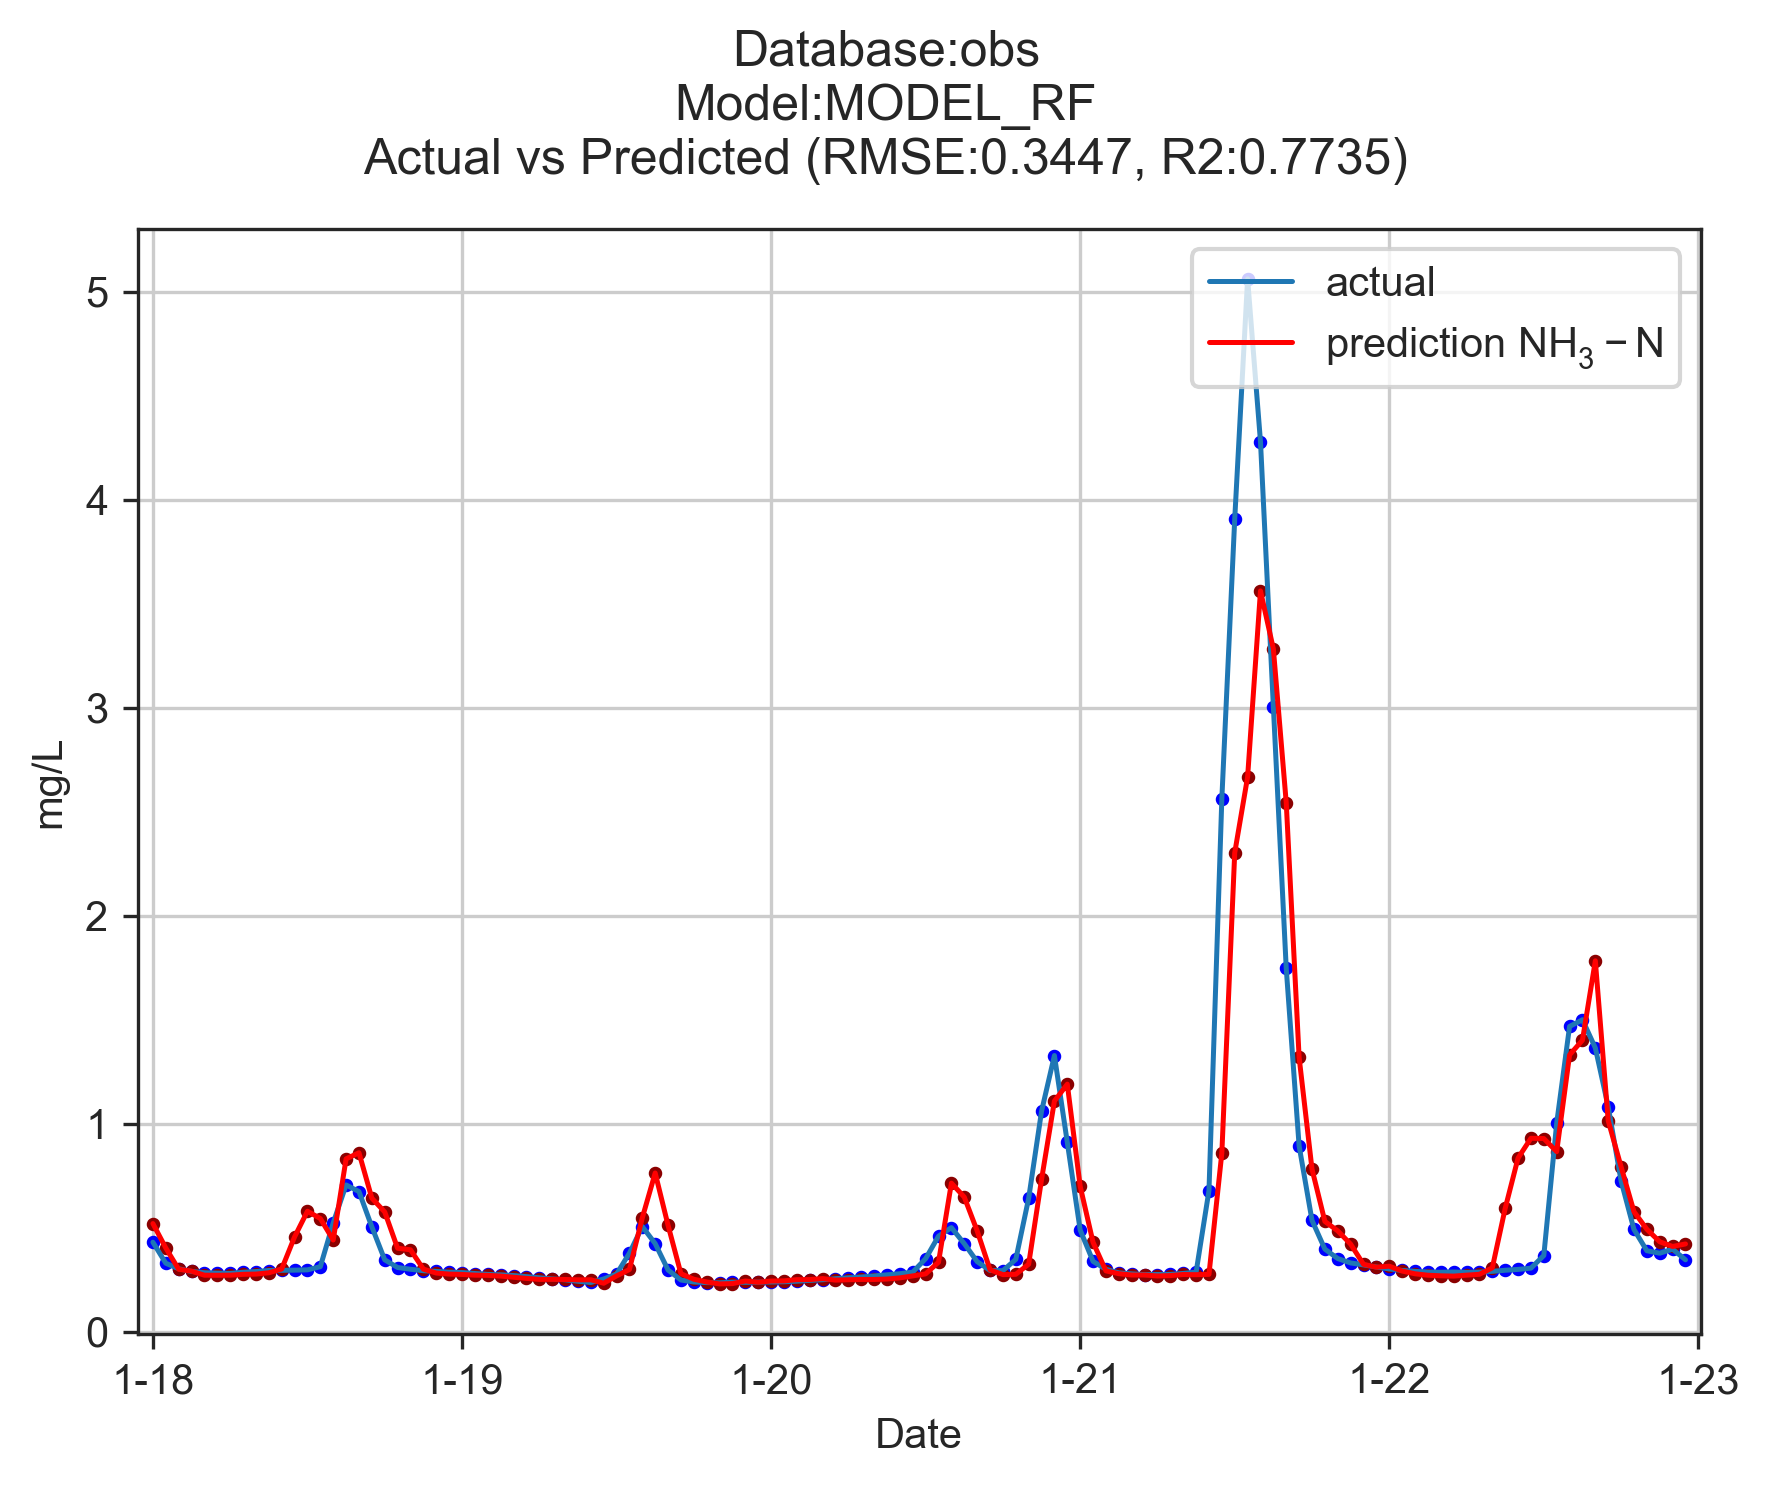 Database:obs
Model:MODEL_RF
Actual vs Predicted (RMSE:0.3447, R2:0.7735)
actual
prediction NH₃ − N
5
4
3
2
1
0
mg/L
1-18 1-19 1-20 1-21 1-22 1-23
Date